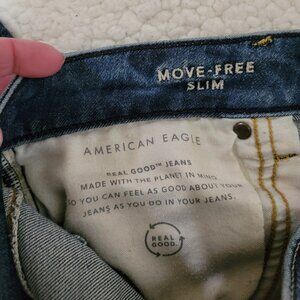 MOVE-FREE
SLIM
AMERICAN EAGLE
REAL GOOD™ JEANS
MADE WITH THE PLANET IN MIND
SO YOU CAN FEEL AS GOOD ABOUT YOUR
JEANS AS YOU DO IN YOUR JEANS.
REAL
GOOD.